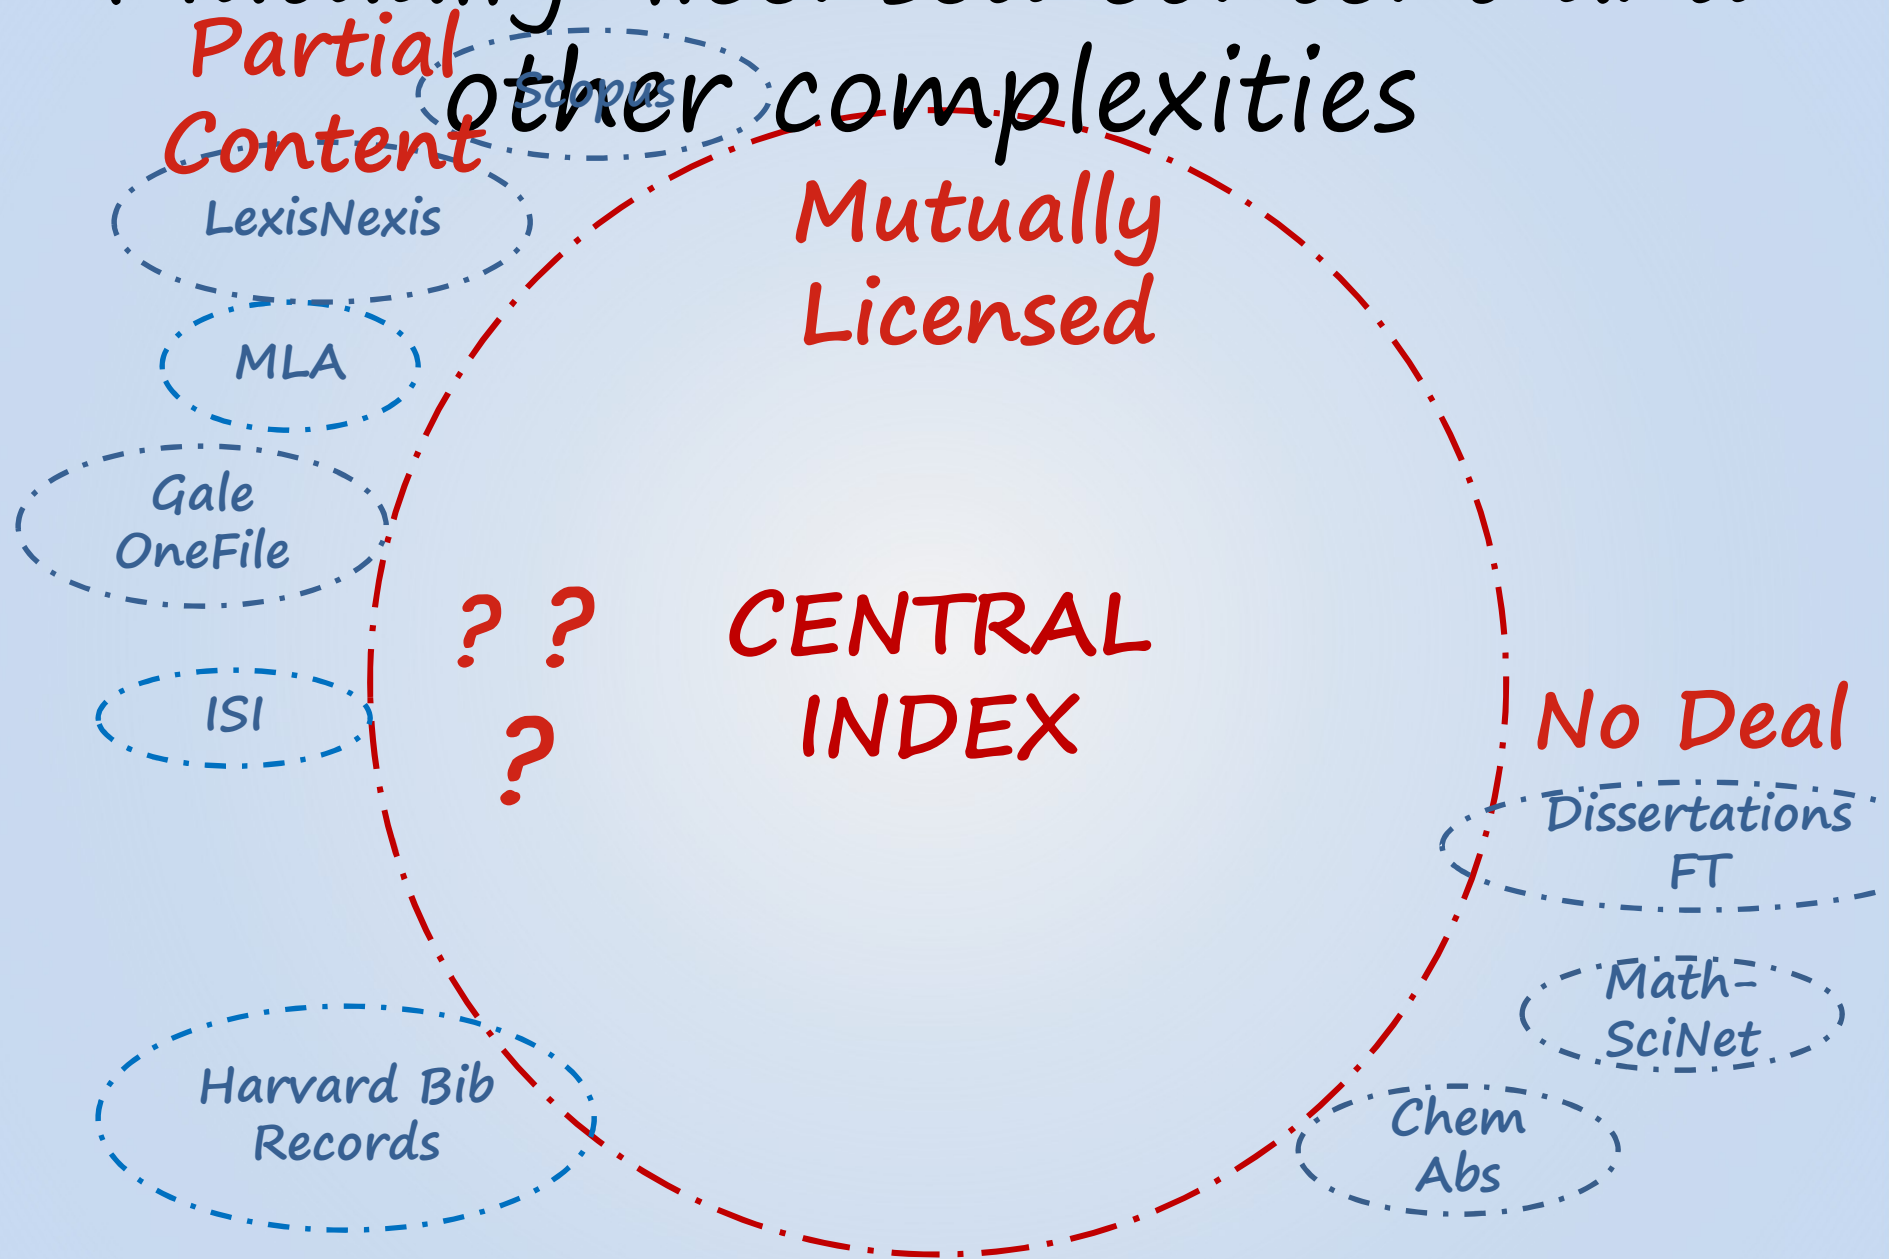 other complexities
Partial
Content
Scopus
LexisNexis
MLA
Gale
OneFile
ISI
Harvard Bib
Records
Mutually
Licensed
? ?
?
CENTRAL
INDEX
No Deal
Dissertations
FT
Math-
SciNet
Chem
Abs